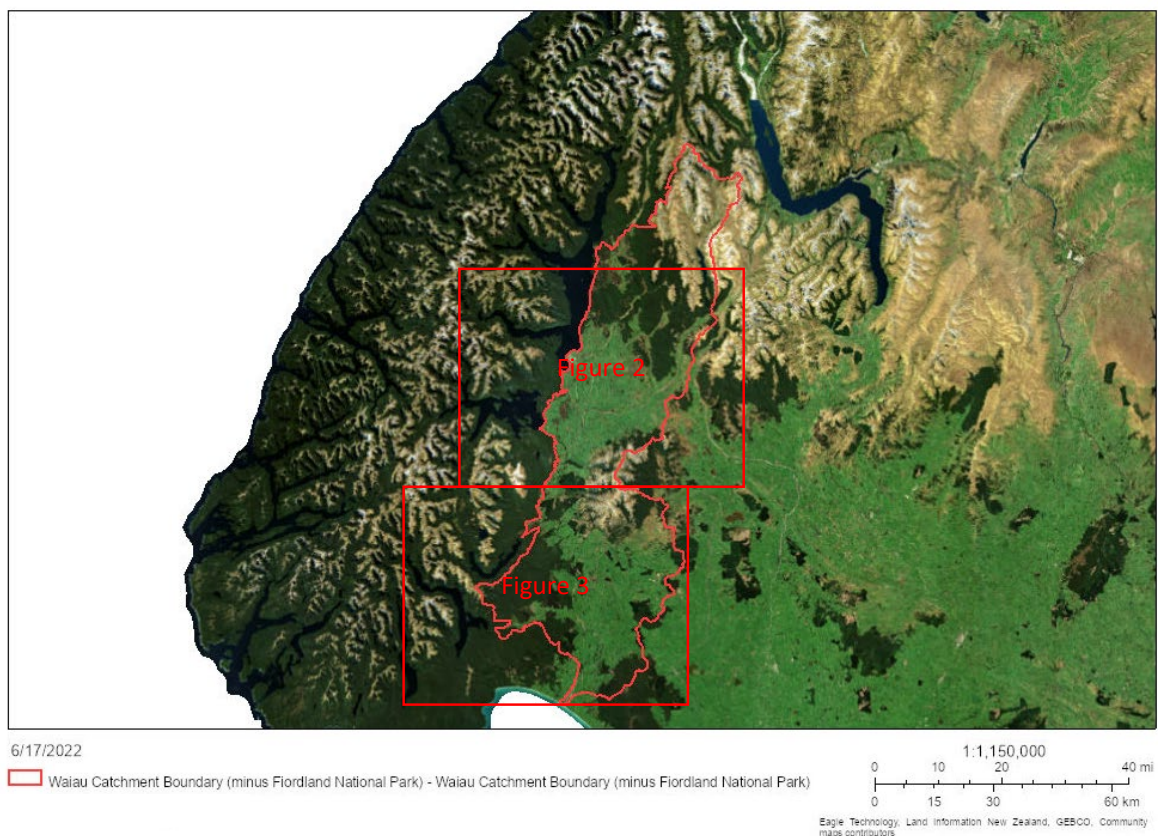 Figure 2
Figure 3
6/17/2022
Waiau Catchment Boundary (minus Fiordland National Park) - Waiau Catchment Boundary (minus Fiordland National Park)
1:1,150,000
0 10 20 40 mi
0 15 30 60 km
Eagle Technology, Land Information New Zealand, GEBCO, Community
maps contributors